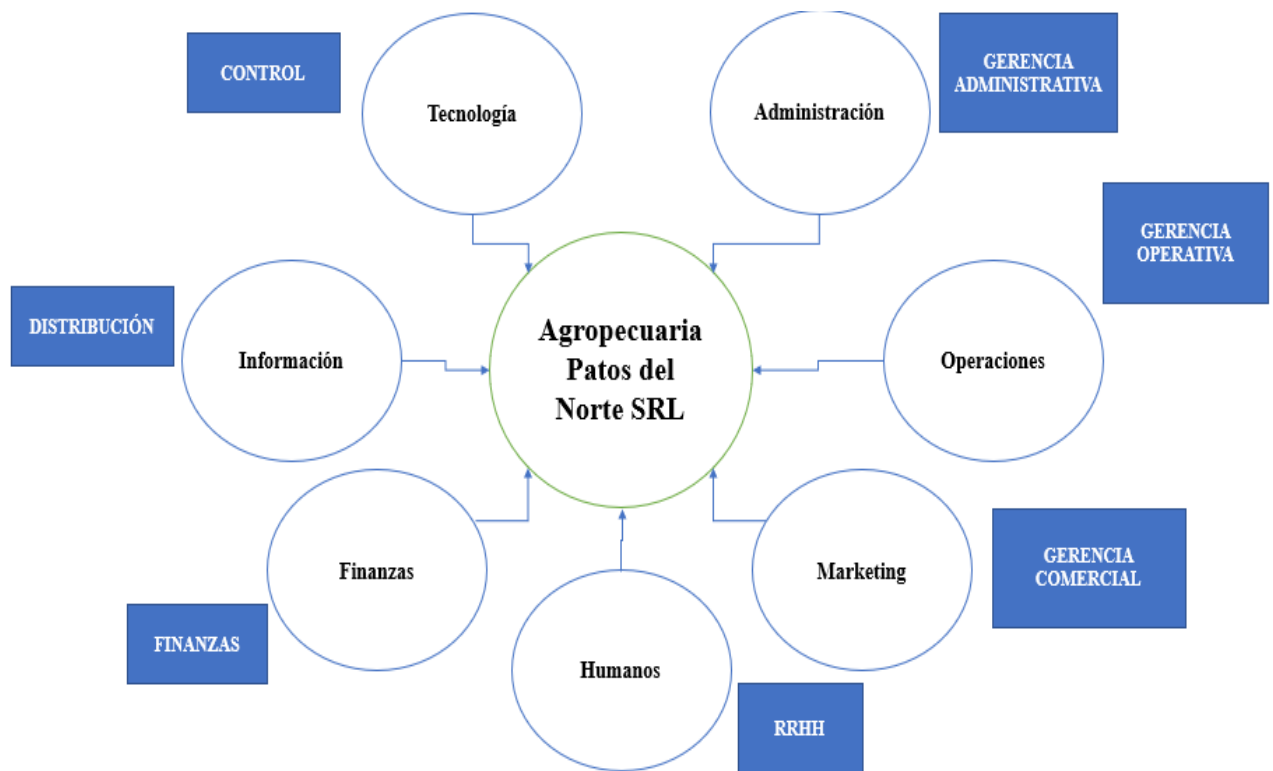 CONTROL
Tecnología
Administración
GERENCIA
ADMINISTRATIVA
GERENCIA
OPERATIVA
DISTRIBUCIÓN
Información
Agropecuaria
Patos del
Norte SRL
Operaciones
Finanzas
FINANZAS
Humanos
RRHH
Marketing
GERENCIA
COMERCIAL